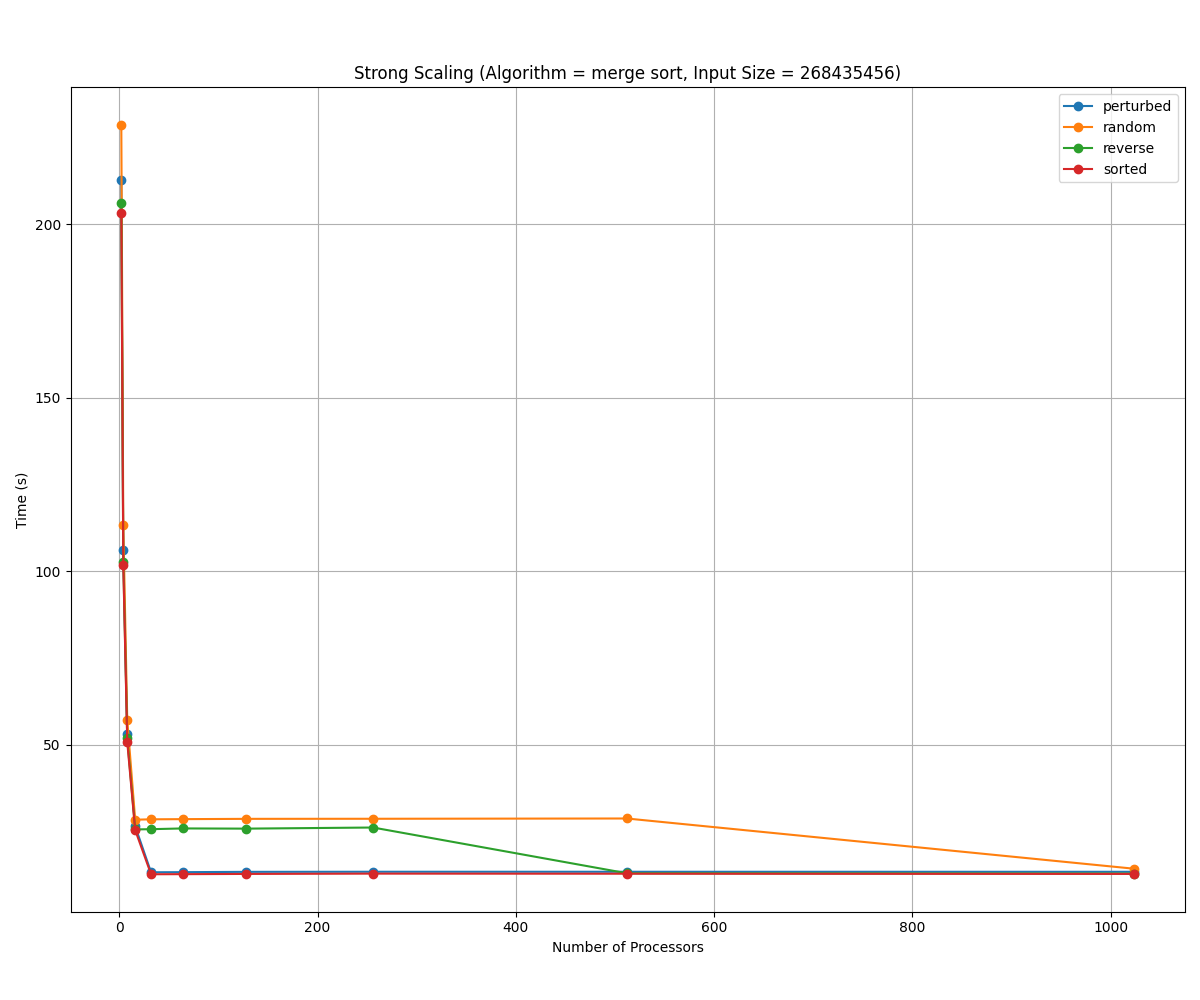 Strong Scaling (Algorithm = merge sort, Input Size = 268435456)
perturbed
random
reverse
sorted
200
150
100
50
Time (s)
0
200
400
600
800
1000
Number of Processors